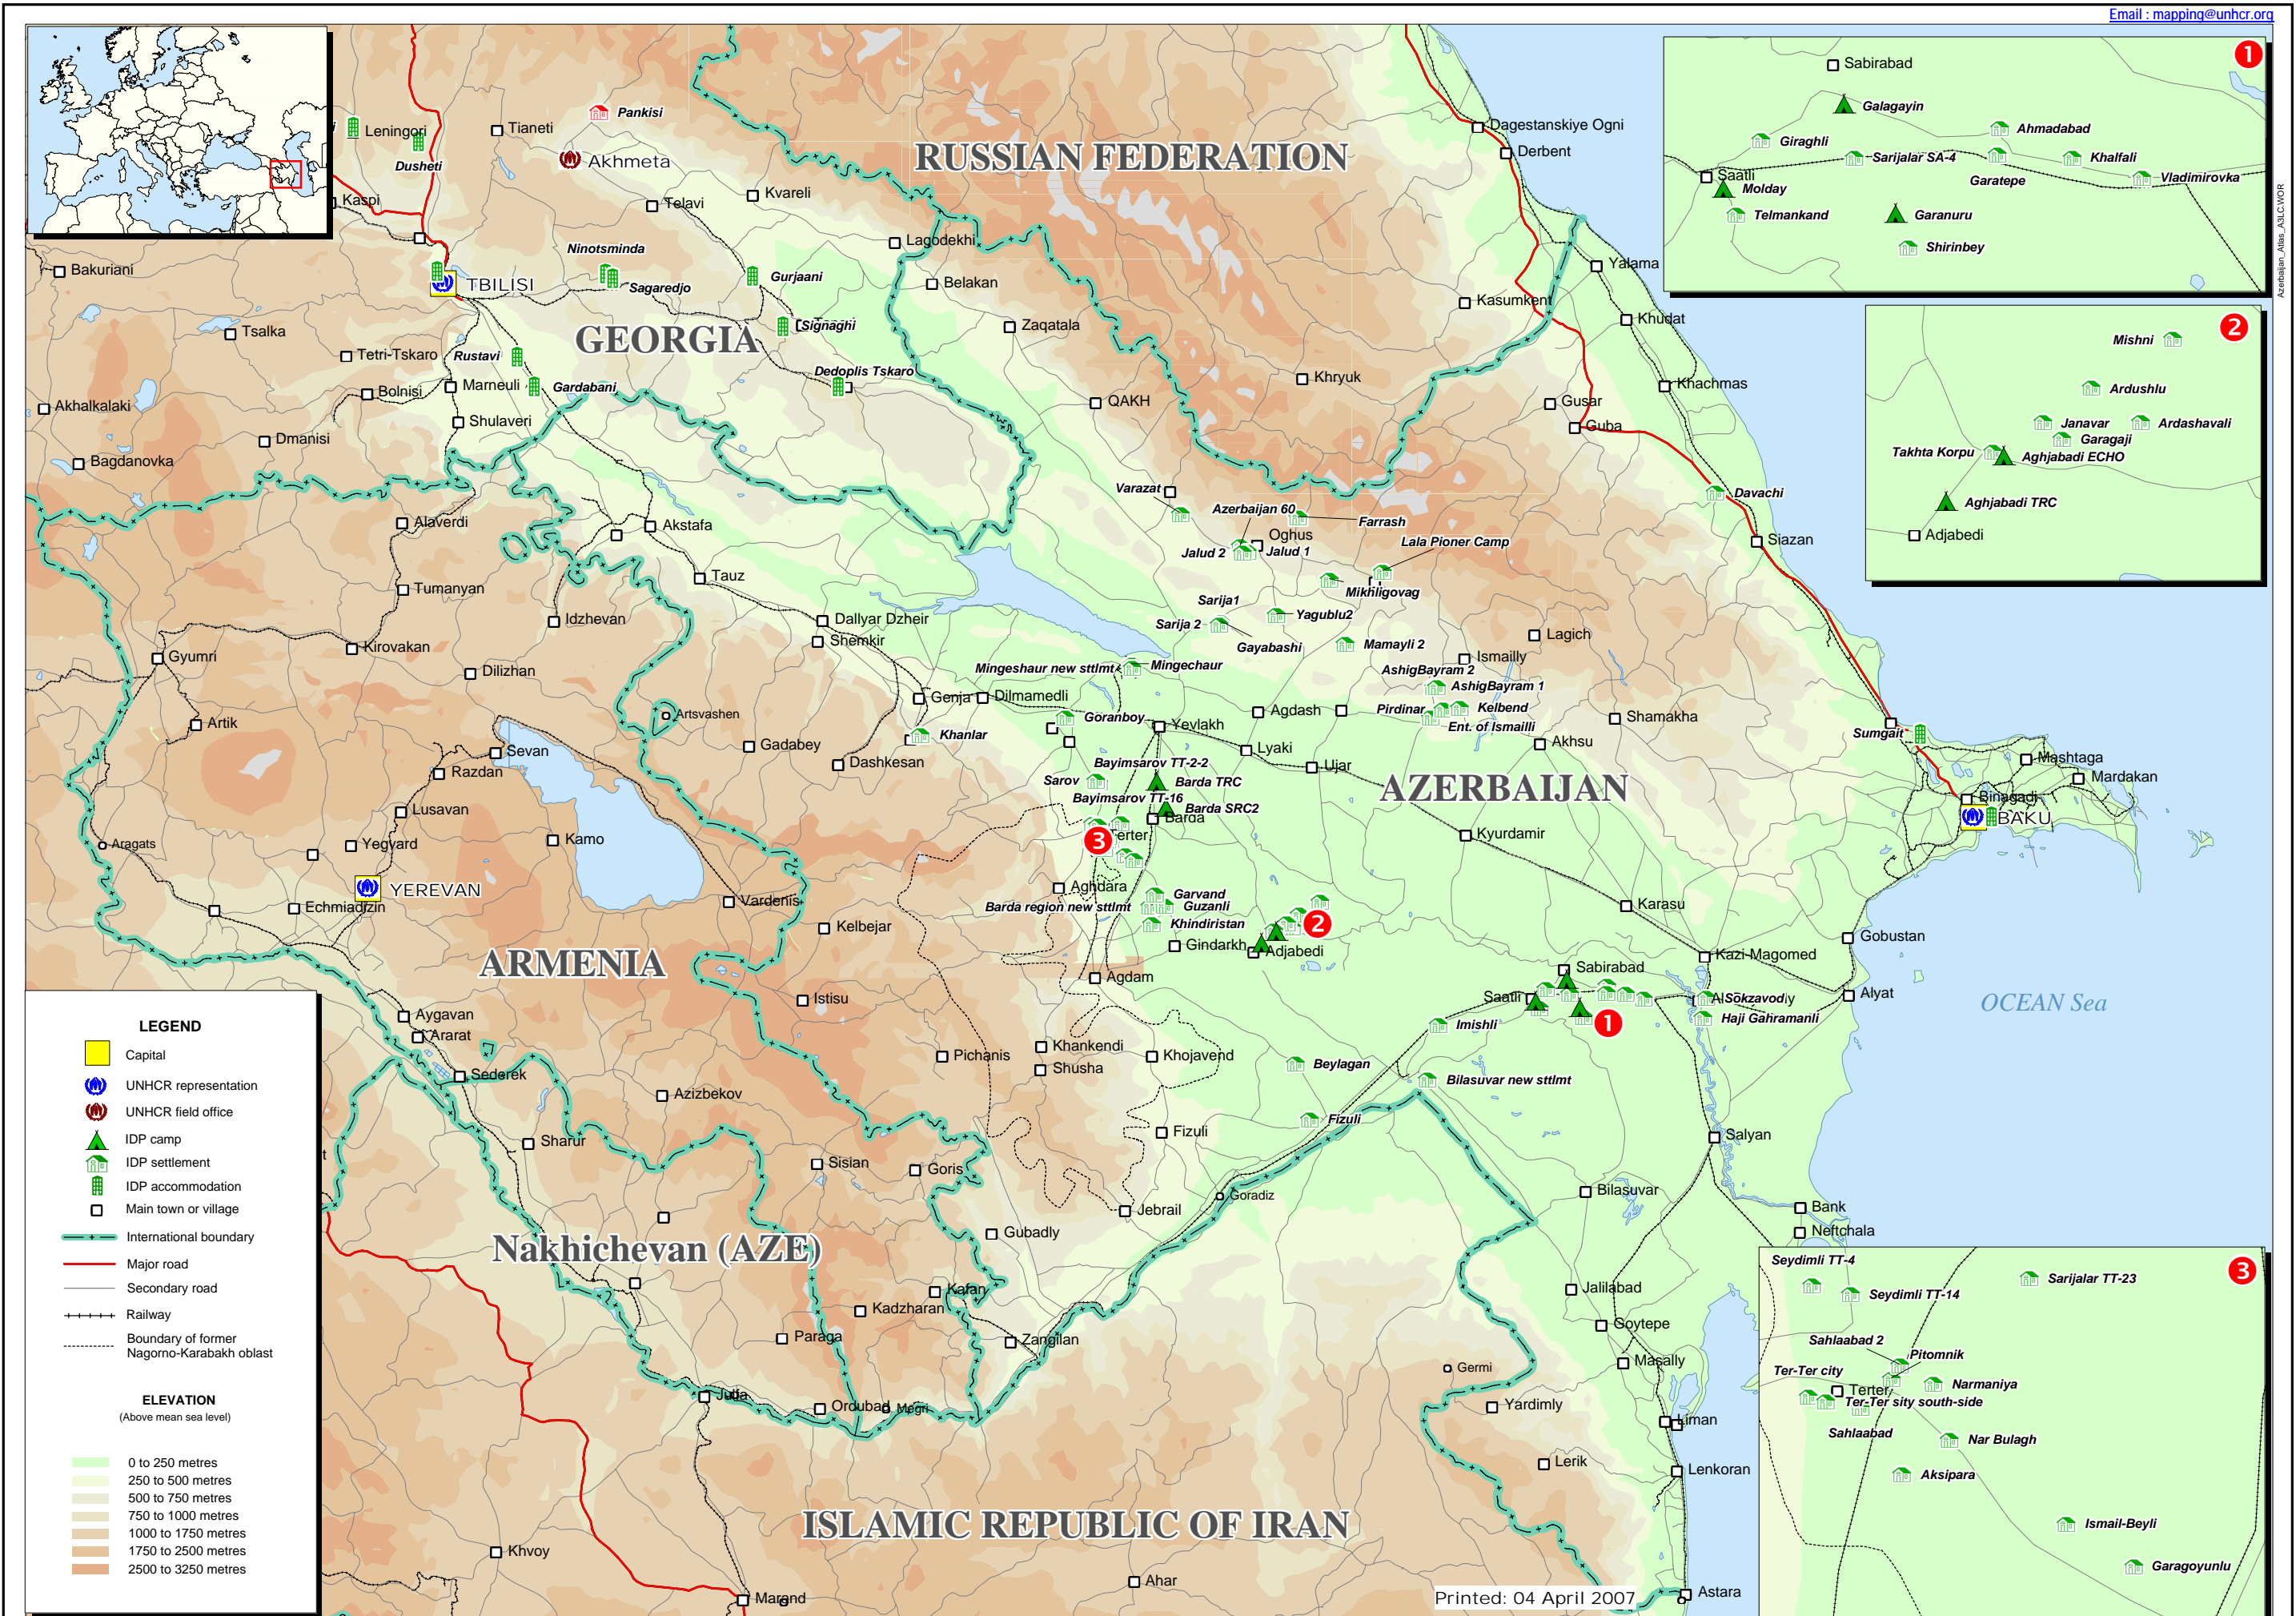 Email : mapping@unhcr.org
Azerbaijan_Atlas_A3LC.WOR
RUSSIAN FEDERATION
GEORGIA
ARMENIA
AZERBAIJAN
Nakhichevan (AZE)
ISLAMIC REPUBLIC OF IRAN
OCEAN Sea
Leningori
Dusheti
Tianeti
Pankisi
Akhmeta
Kaspi
Telavi
Kvareli
Lagodekhi
Belakan
Bakuriani
TBILISI
Ninotsminda
Sagaredjo
Gurjaani
Signaghi
Tsalka
Tetri-Tskaro
Rustavi
Marneuli
Gardabani
Dedoplis Tskaro
Bolnisi
Shulaveri
Akhalkalaki
Dmanisi
Bagdanovka
Zaqatala
QAKH
Dagestanskiye Ogni
Derbent
Yalama
Kasumkent
Khudat
Khryuk
Khachmas
Gusar
Guba
Davachi
Siazan
Varazat
Azerbaijan 60
Farrash
Oghus
Jalud 2
Jalud 1
Lala Pioner Camp
Mikhligovag
Sarija1
Sarija 2
Yagublu2
Gayabashi
Mamayli 2
Lagich
Ismailly
AshigBayram 2
AshigBayram 1
Pirdinar
Kelbend
Ent. of Ismailli
Shamakha
Akhsu
Alaverdi
Akstafa
Tauz
Tumanyan
Idzhevan
Dallyar Dzheir
Shemkir
Kirovakan
Gyumri
Dilizhan
Artik
Artsvashen
Mingeshaur new sttlmt
Mingechaur
Genja
Dilmamedli
Goranboy
Khanlar
Yevlakh
Agdash
Lyaki
Ujar
Gadabey
Dashkesan
Sevan
Razdan
Lusavan
Yegyard
Kamo
Aragats
YEREVAN
Echmiadizin
Vardenis
Kelbejar
Bayimsarov TT-2-2
Sarov
Barda TRC
Bayimsarov TT-16
Barda SRC2
Barda
Terter
3
Aghdara
Garvand
Barda region new sttlmt
Guzanli
Khindiristan
Gindarkh
2
Adjabedi
Agdam
Kyurdamir
Karasu
Kazi-Magomed
Gobustan
Alyat
Sumgait
Mashtaga
Mardakan
Binagadi
BAKU
Sabirabad
Saatli
1
Sokzavod
Haji Gahramanli
Imishli
Beylagan
Bilasuvar new sttlmt
Fizuli
Istisu
Aygavan
Ararat
Sederek
Pichanis
Khankendi
Shusha
Khojavend
Azizbekov
Sharur
Fizuli
Sisian
Goris
Salyan
Goradiz
Bilasuvar
Jebrail
Gubadly
Bank
Neftchala
Kafan
Kadzharan
Paraga
Zangilan
Jalilabad
Goytepe
Masally
Germi
Yardimly
Julfa
Ordubad
Megri
Liman
Lerik
Lenkoran
Khvoy
Marand
Ahar
Astara
Printed: 04 April 2007
LEGEND
Capital
UNHCR representation
UNHCR field office
IDP camp
IDP settlement
IDP accommodation
Main town or village
International boundary
Major road
Secondary road
Railway
Boundary of former
Nagorno-Karabakh oblast
ELEVATION
(Above mean sea level)
0 to 250 metres
250 to 500 metres
500 to 750 metres
750 to 1000 metres
1000 to 1750 metres
1750 to 2500 metres
2500 to 3250 metres
1
Sabirabad
Galagayin
Giraghli
Ahmadabad
Sarijalar SA-4
Khalfali
Garatepe
Vladimirovka
Saatli
Molday
Telmankand
Garanuru
Shirinbey
2
Mishni
Ardushlu
Janavar
Ardashavali
Garagaji
Takhta Korpu
Aghjabadi ECHO
Aghjabadi TRC
Adjabedi
3
Seydimli TT-4
Sarijalar TT-23
Seydimli TT-14
Sahlaabad 2
Pitomnik
Ter-Ter city
Narmaniya
Terter
Ter-Ter sity south-side
Sahlaabad
Nar Bulagh
Aksipara
Ismail-Beyli
Garagoyunlu